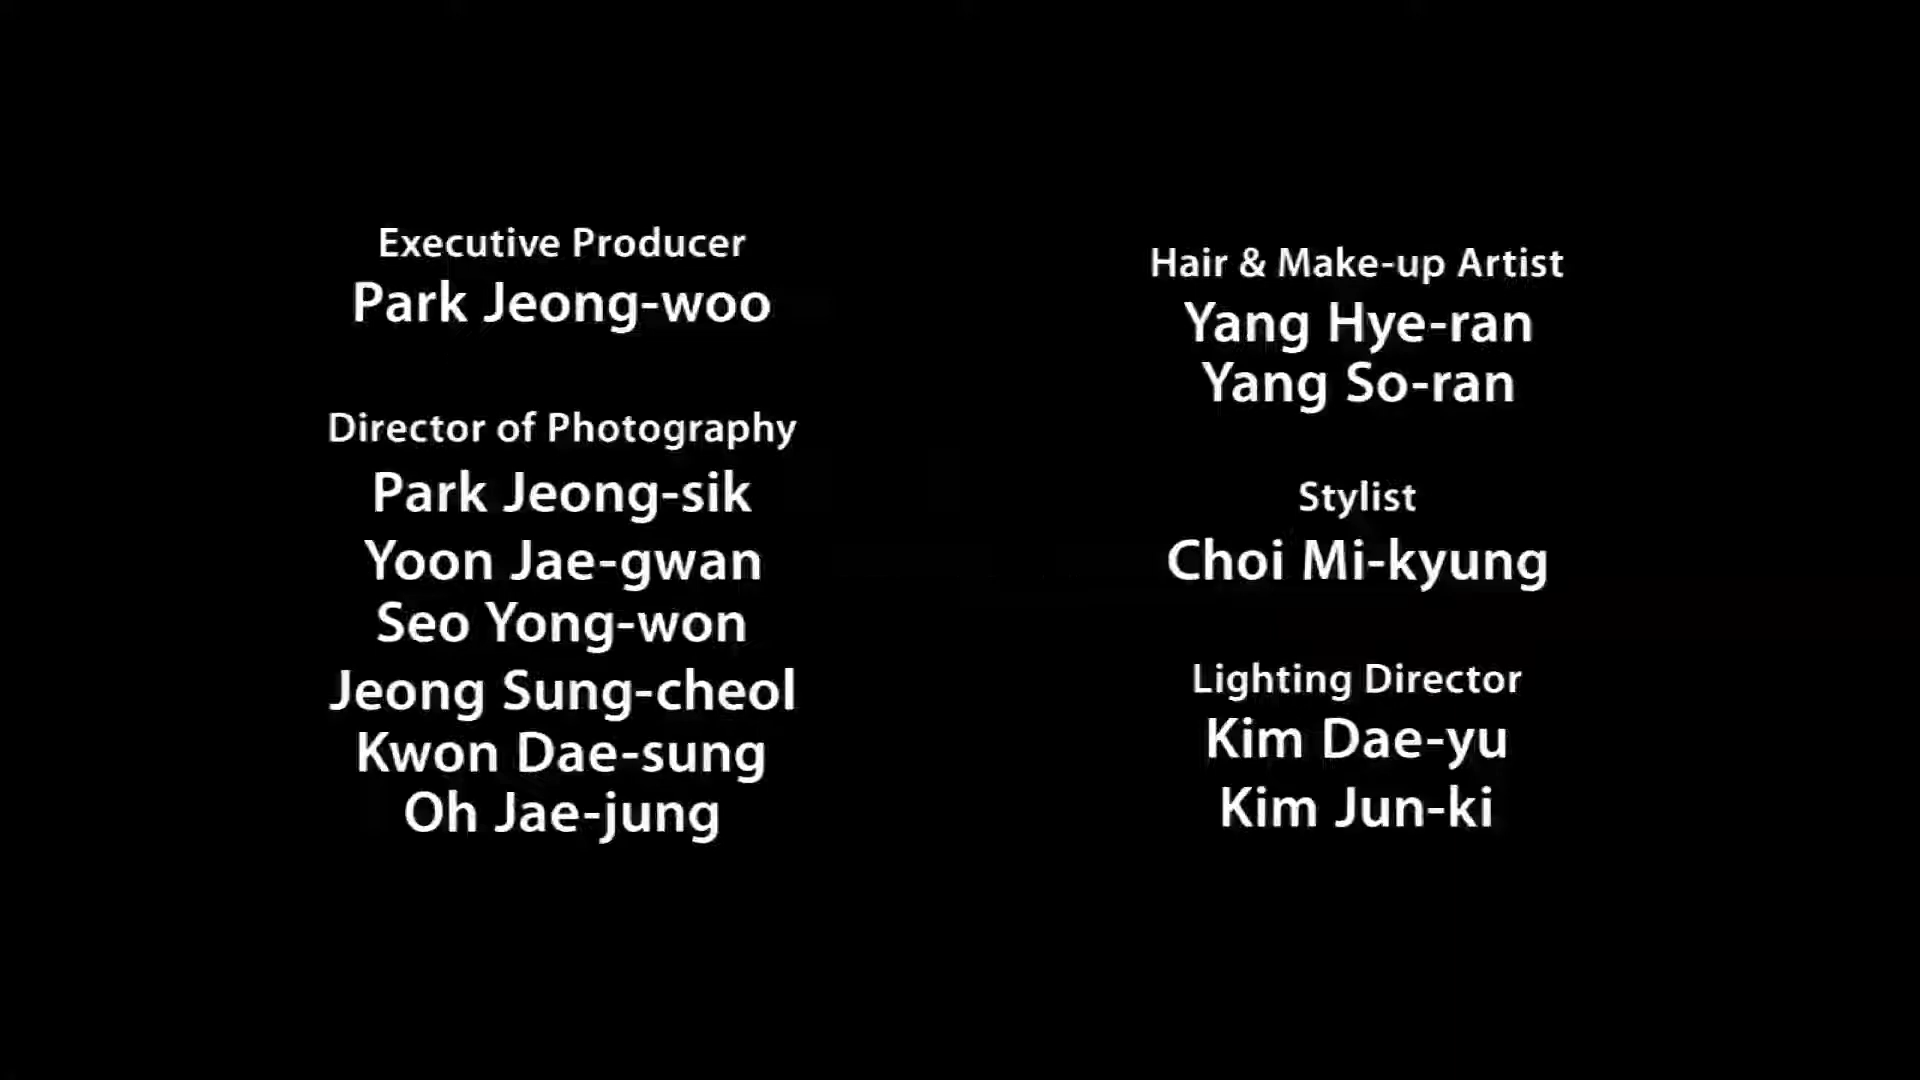 Executive Producer
Park Jeong-woo
Director of Photography
Park Jeong-sik
Yoon Jae-gwan
Seo Yong-won
Jeong Sung-cheol
Kwon Dae-sung
Oh Jae-jung
Hair & Make-up Artist
Yang Hye-ran
Yang So-ran
Stylist
Choi Mi-kyung
Lighting Director
Kim Dae-yu
Kim Jun-ki